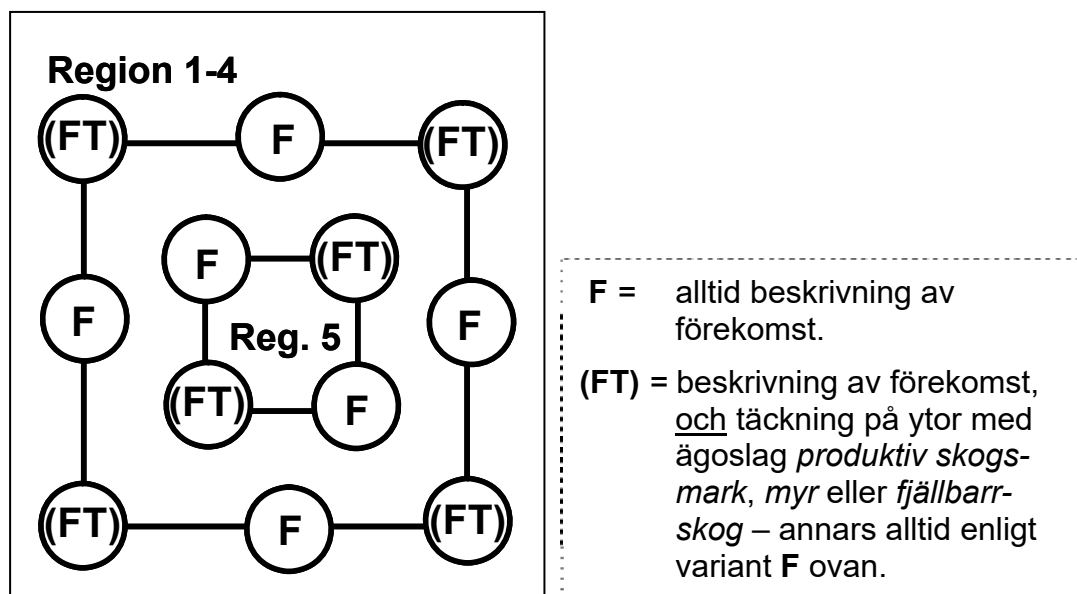 Region 1-4
(FT) F (FT)
F (FT)
F Reg. 5 F
(FT) F
(FT) F (FT)
F = alltid beskrivning av
förekomst.
(FT) = beskrivning av förekomst,
och täckning på ytor med
ägoslag produktiv skogs-
mark, myr eller fjällbarr-
skog – annars alltid enligt
variant F ovan.